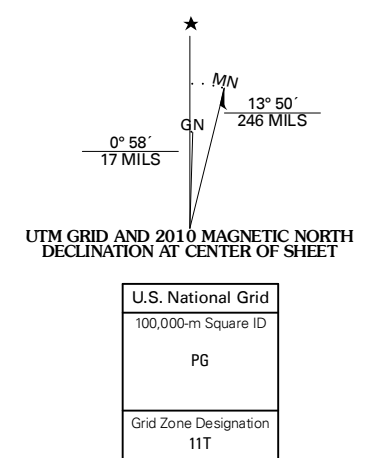 ★
MN
13° 50´
246 MILS
GN
0° 58´
17 MILS
UTM GRID AND 2010 MAGNETIC NORTH
DECLINATION AT CENTER OF SHEET
U.S. National Grid
100,000-m Square ID
PG
Grid Zone Designation
11T